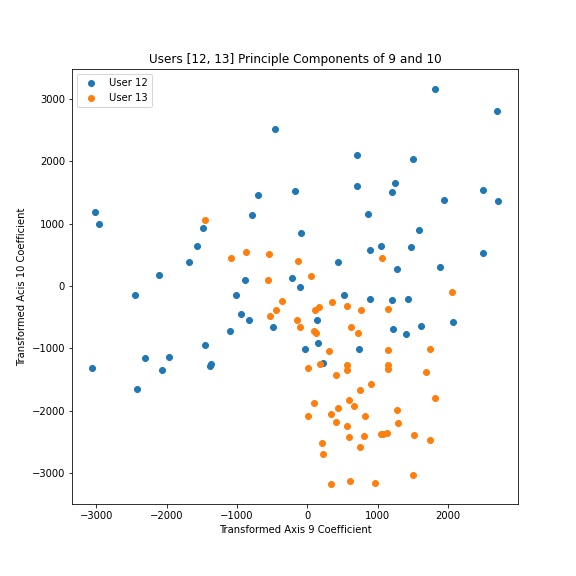 Users [12, 13] Principle Components of 9 and 10
User 12
User 13
Transformed Acis 10 Coefficient
3000
2000
1000
0
−1000
−2000
−3000
−3000 −2000 −1000 0 1000 2000
Transformed Axis 9 Coefficient